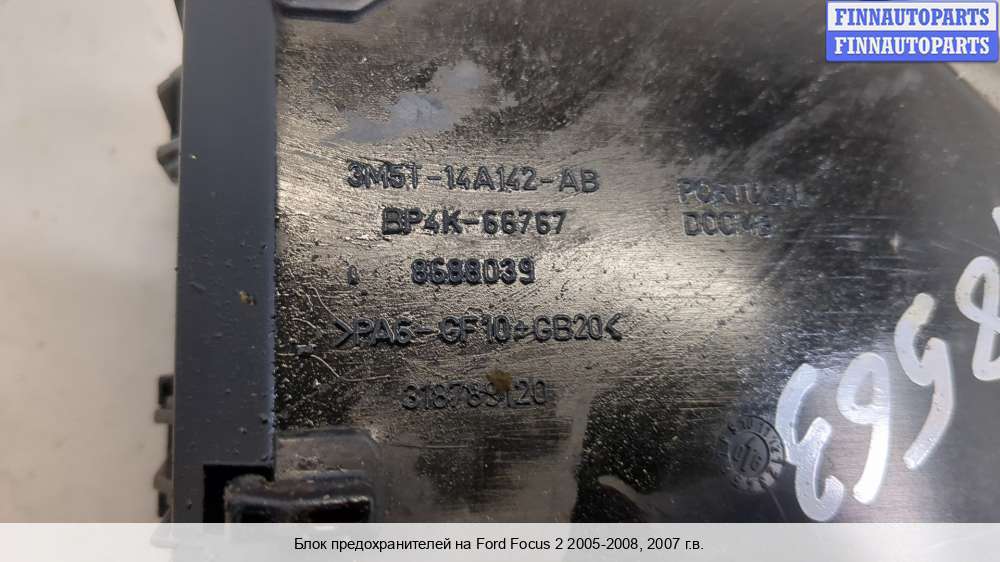 FINNAUTOPARTS
FINNAUTOPARTS
3M5T-14A142-AB
BP4K-66767
8688039
>PA6-GF10+GB20<
318789120
PORTUGAL
Блок предохранителей на Ford Focus 2 2005-2008, 2007 г.в.